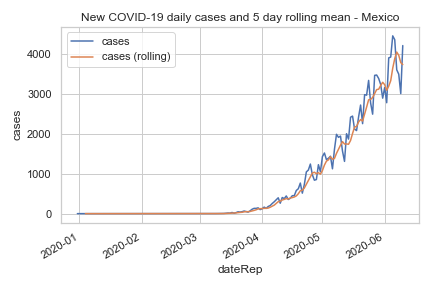 New COVID-19 daily cases and 5 day rolling mean - Mexico
cases
cases (rolling)
4000
3000
2000
1000
0
cases
2020-01
2020-02
2020-03
2020-04
2020-05
2020-06
dateRep